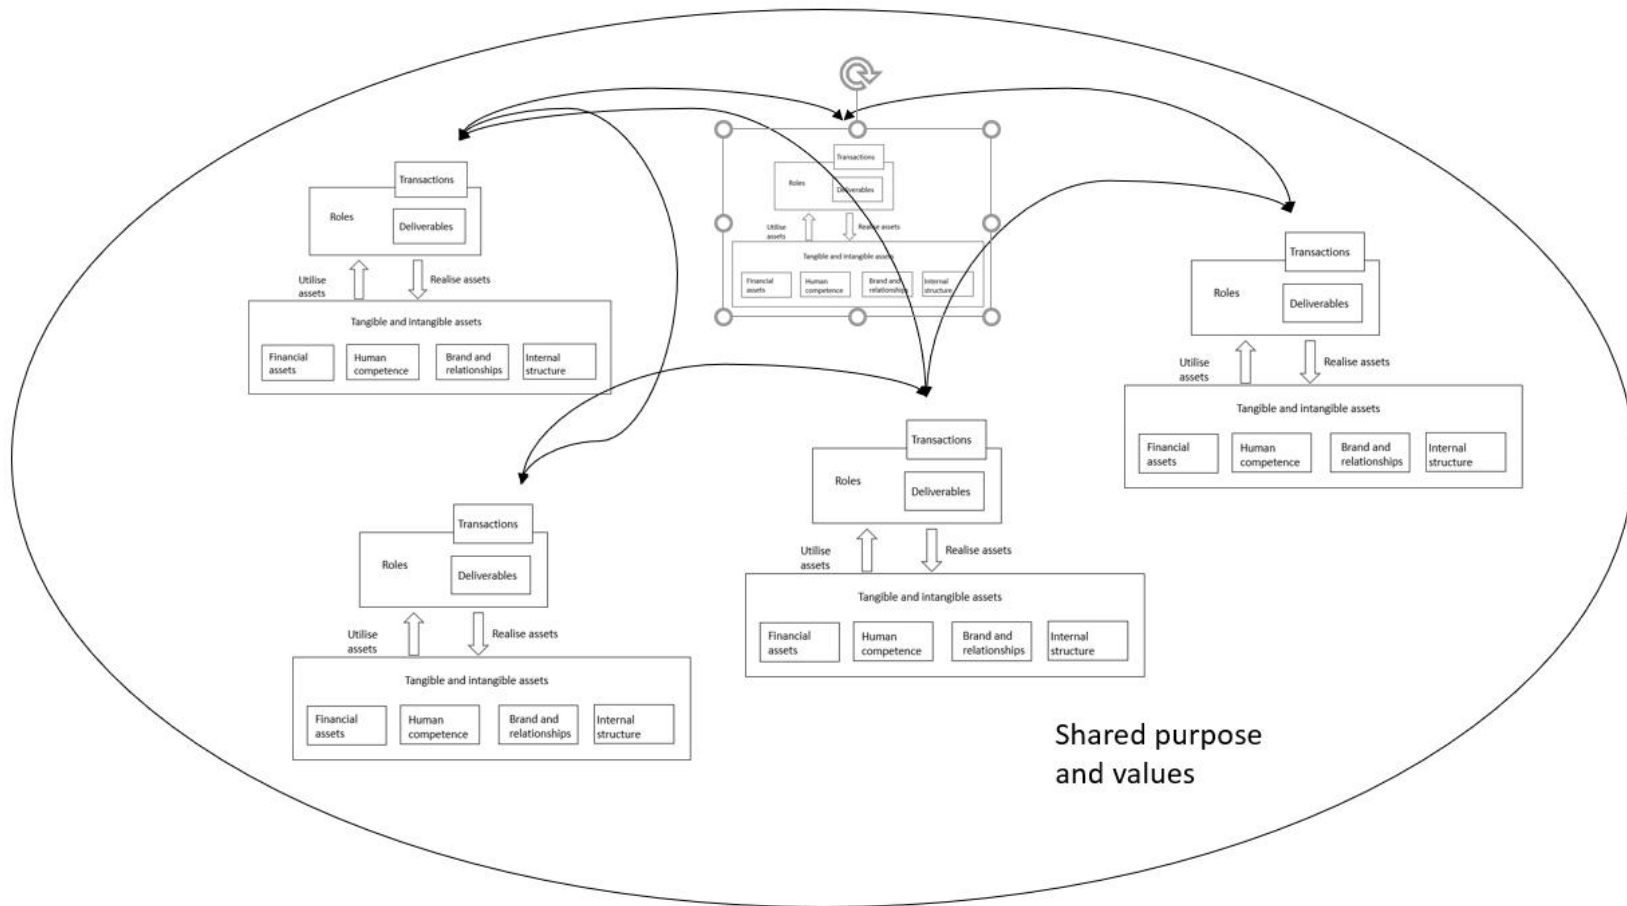 Transactions
Roles
Deliverables
Utilise
assets
Realise assets
Tangible and intangible assets
Financial
assets
Human
competence
Brand and
relationships
Internal
structure
Transactions
Roles
Deliverables
Utilise
assets
Realise assets
Tangible and intangible assets
Financial
assets
Human
competence
Brand and
relationships
Internal
structure
Transactions
Roles
Deliverables
Utilise
assets
Realise assets
Tangible and intangible assets
Financial
assets
Human
competence
Brand and
relationships
Internal
structure
Transactions
Roles
Deliverables
Utilise
assets
Realise assets
Tangible and intangible assets
Financial
assets
Human
competence
Brand and
relationships
Internal
structure
Transactions
Roles
Deliverables
Utilise
assets
Realise assets
Tangible and intangible assets
Financial
assets
Human
competence
Brand and
relationships
Internal
structure
Shared purpose
and values